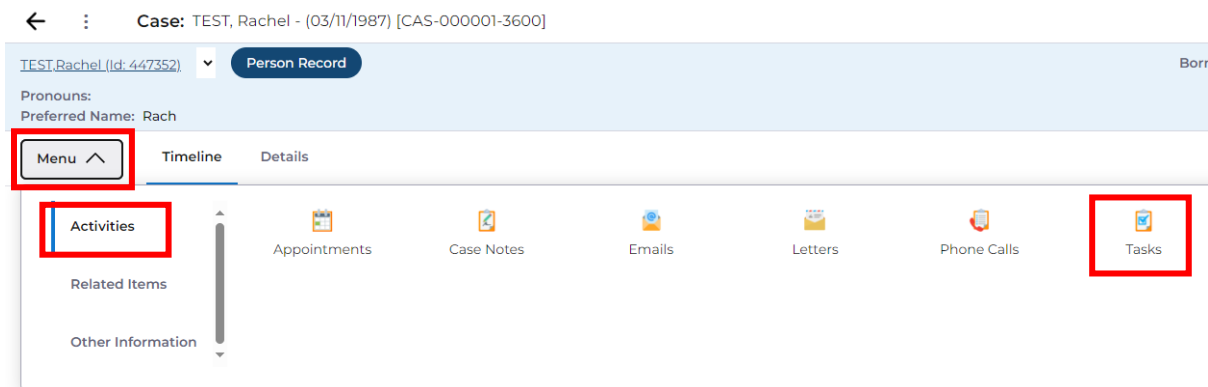 Case: TEST, Rachel - (03/11/1987) [CAS-000001-3600]
TEST,Rachel (Id: 447352) Person Record Born
Pronouns:
Preferred Name: Rach
Menu Timeline Details
Activities
Appointments Case Notes Emails Letters Phone Calls Tasks
Related Items
Other Information